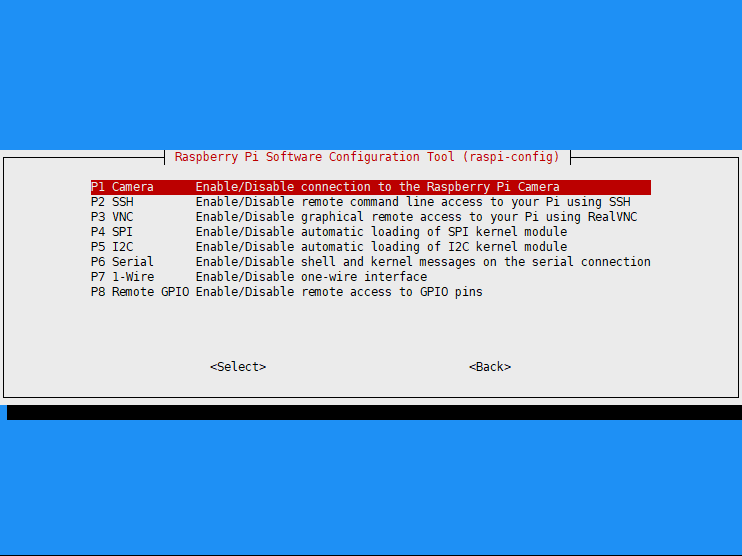 Raspberry Pi Software Configuration Tool (raspi-config)
P1 Camera Enable/Disable connection to the Raspberry Pi Camera
P2 SSH Enable/Disable remote command line access to your Pi using SSH
P3 VNC Enable/Disable graphical remote access to your Pi using RealVNC
P4 SPI Enable/Disable automatic loading of SPI kernel module
P5 I2C Enable/Disable automatic loading of I2C kernel module
P6 Serial Enable/Disable shell and kernel messages on the serial connection
P7 1-Wire Enable/Disable one-wire interface
P8 Remote GPIO Enable/Disable remote access to GPIO pins
<Select> <Back>